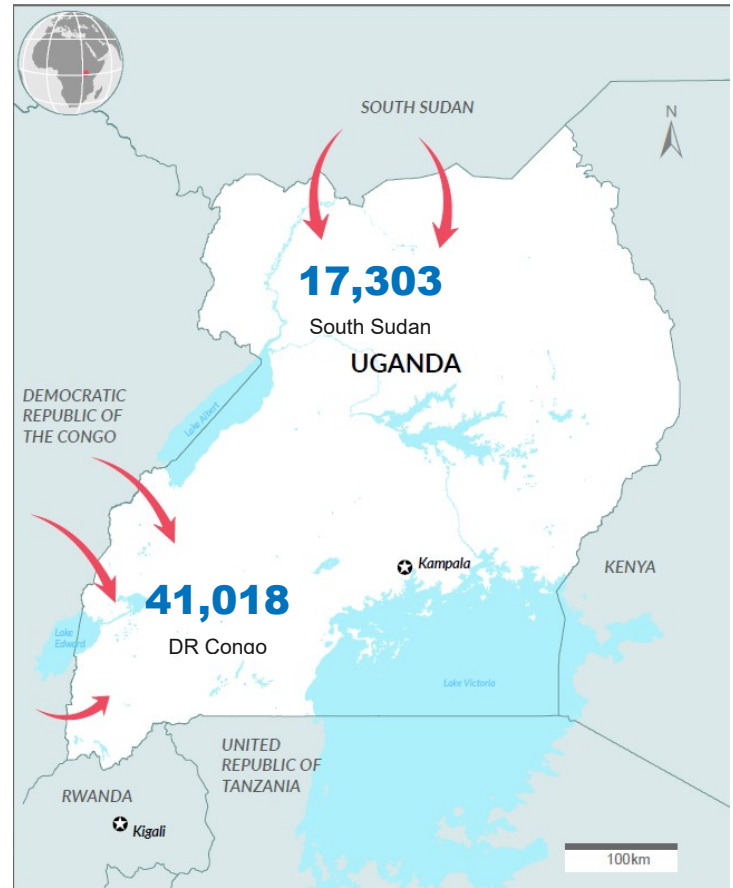 SOUTH SUDAN
N
17,303
South Sudan
UGANDA
DEMOCRATIC
REPUBLIC OF
THE CONGO
Lake Albert
Kampala
KENYA
41,018
DR Congo
Lake
Edward
Lake Victoria
UNITED
REPUBLIC OF
TANZANIA
RWANDA
Kigali
100km